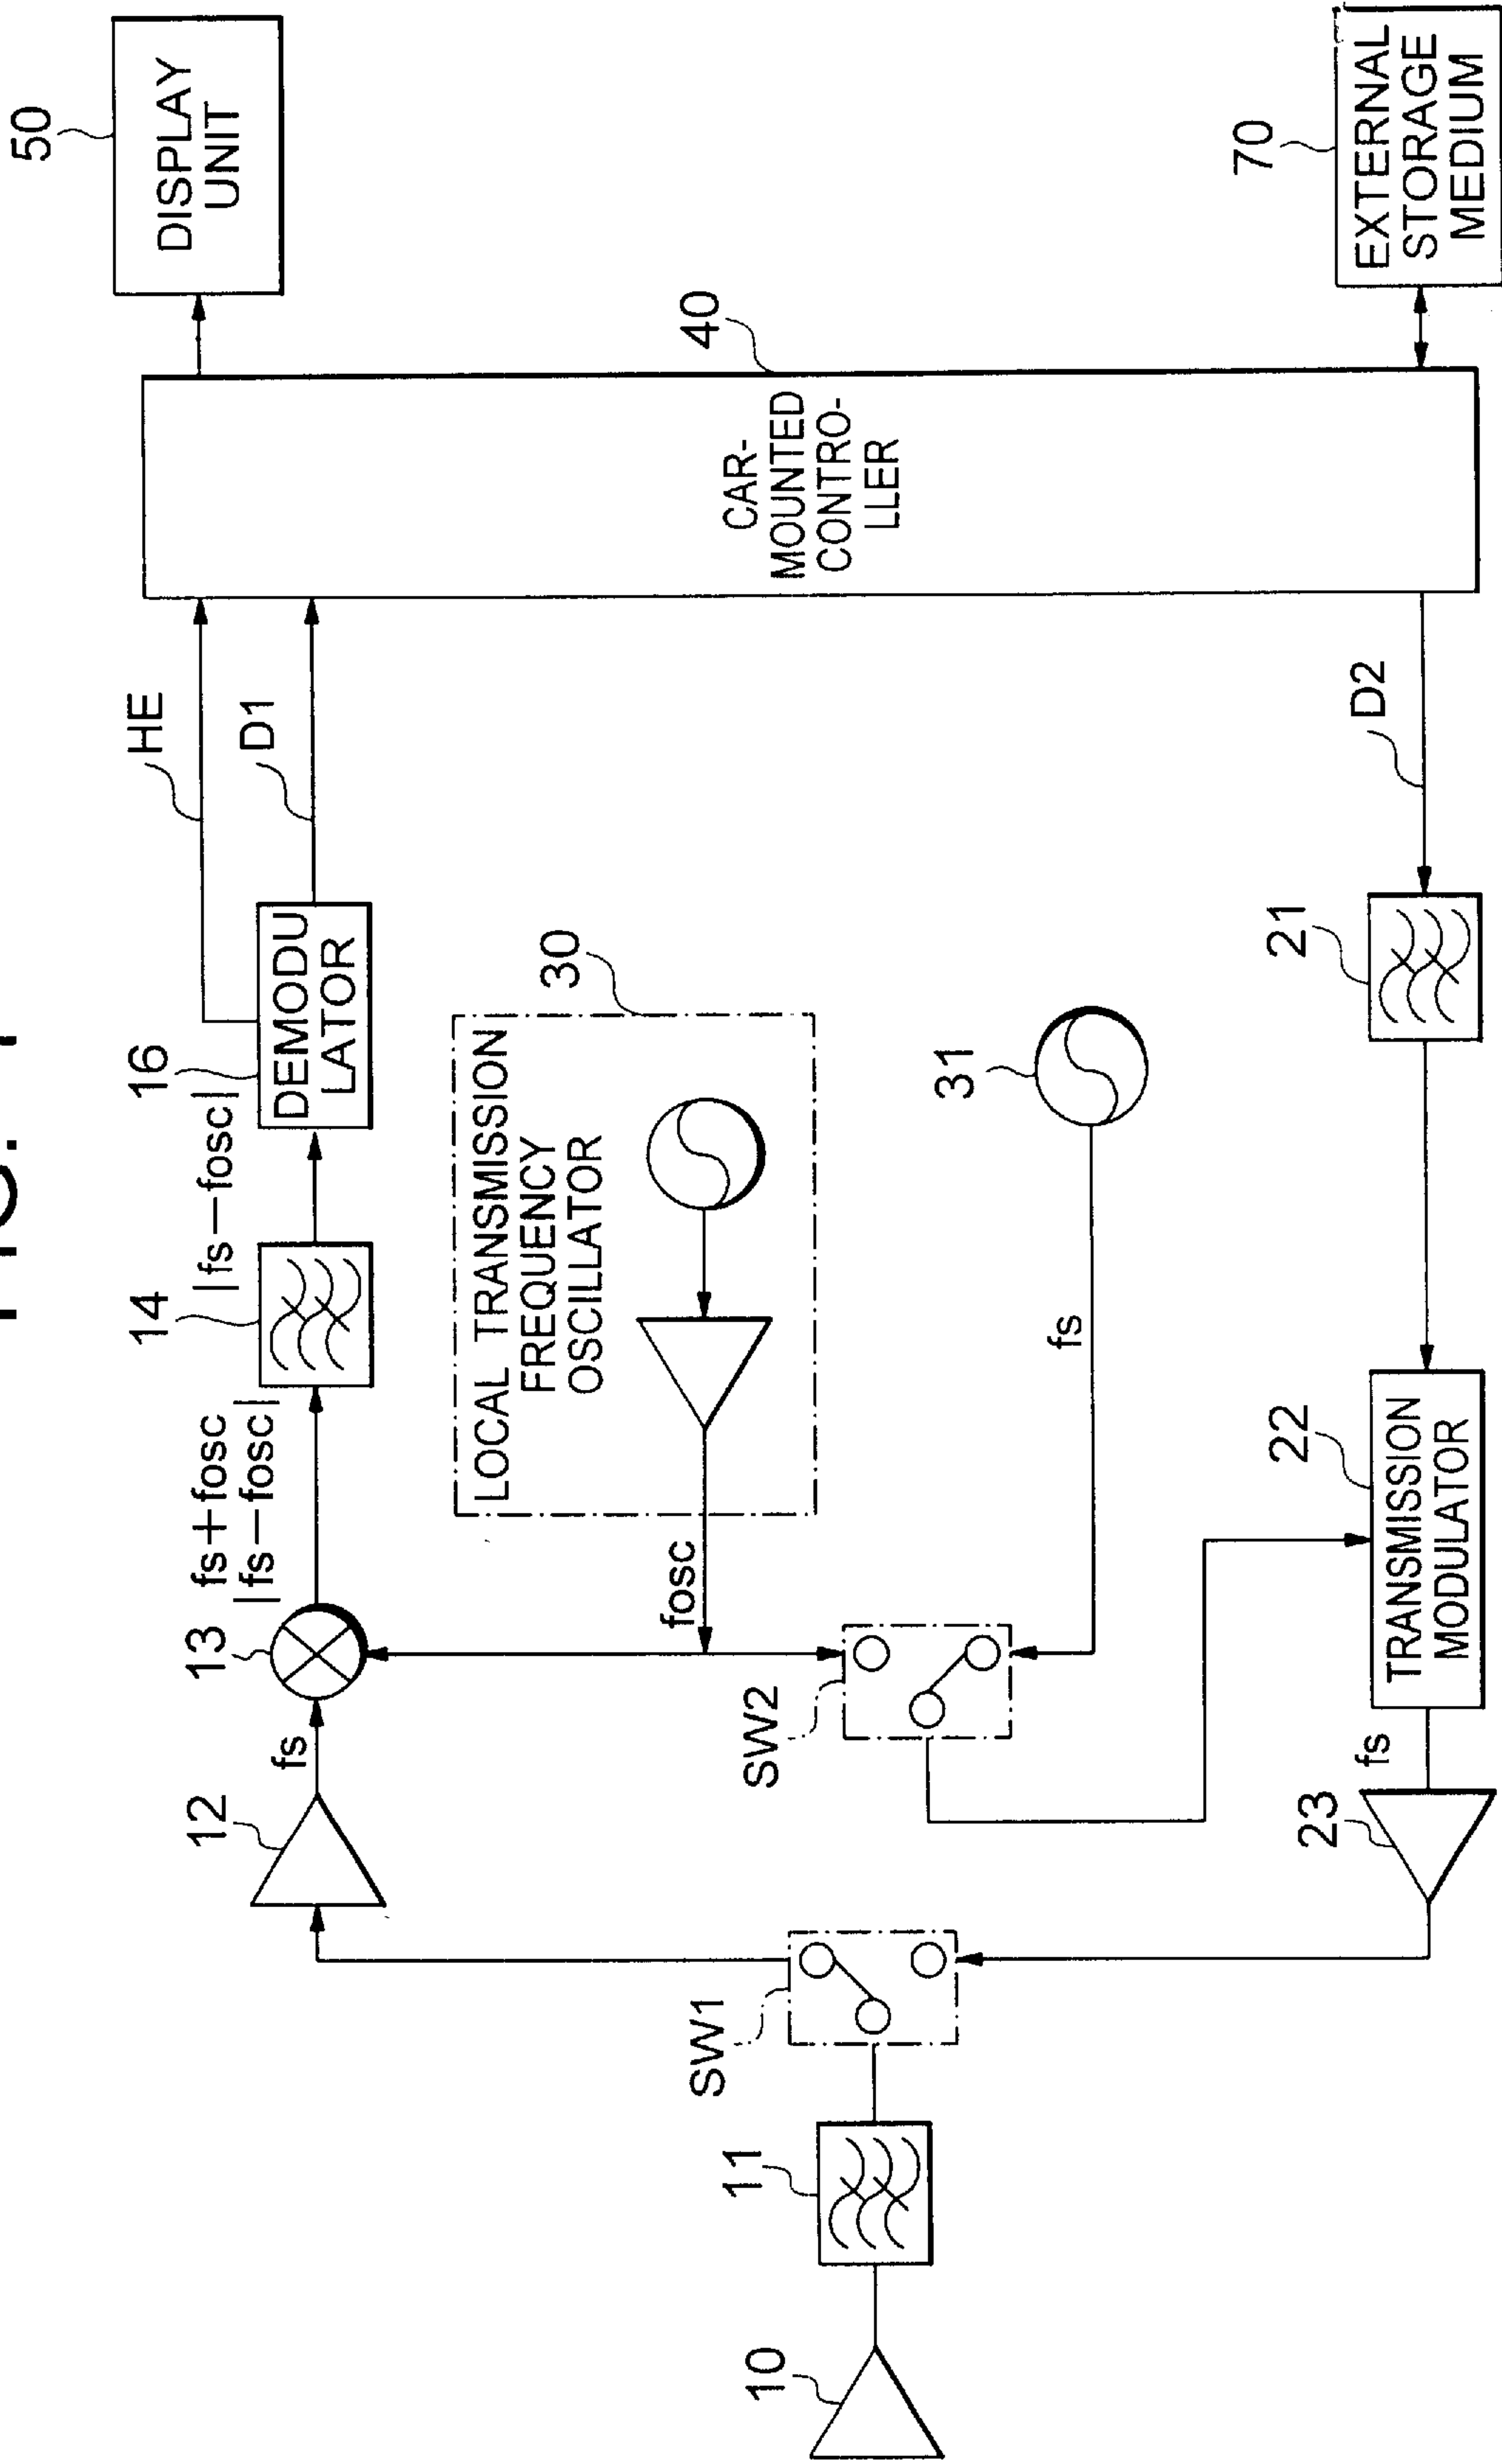 50
DISPLAY
UNIT
HE
D1
16
|fs−fosc|
DEMODU
LATOR
14
fs+fosc
|fs−fosc|
13
fs
12
LOCAL TRANSMISSION
FREQUENCY
OSCILLATOR
30
fosc
40
CAR-
MOUNTED
CONTRO-
LLER
SW1
SW2
11
10
31
fs
70
EXTERNAL
STORAGE
MEDIUM
D2
21
22
TRANSMISSION
MODULATOR
fs
23